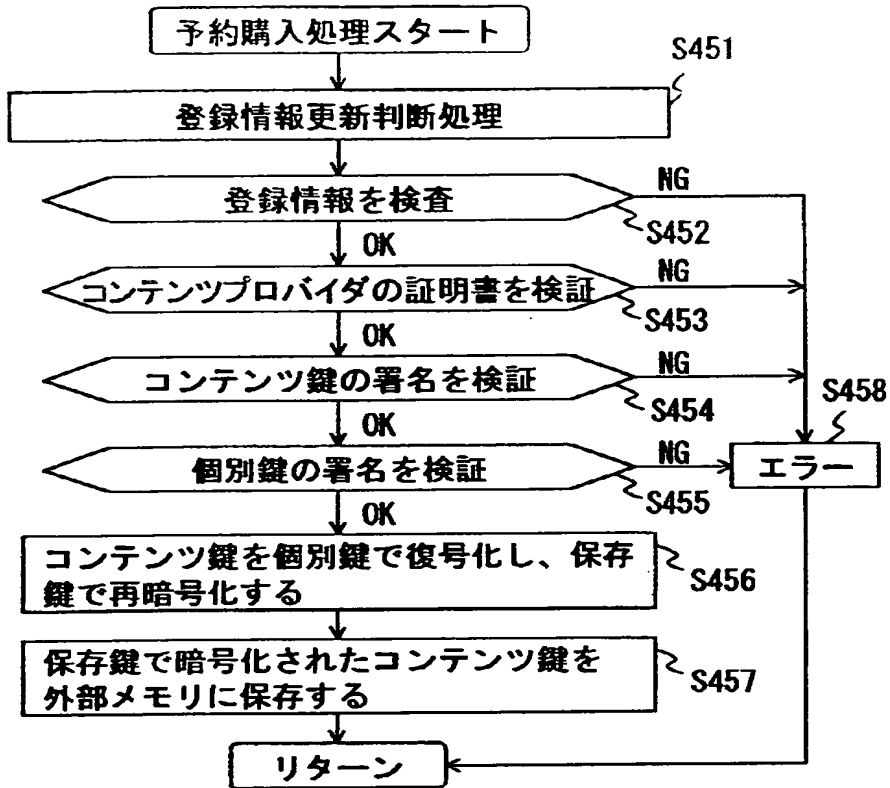 予約購入処理スタート
S451
登録情報更新判断処理
登録情報を検査
NG
S452
OK
コンテンツプロバイダの証明書を検証
NG
S453
OK
コンテンツ鍵の署名を検証
NG
S454
OK
S458
個別鍵の署名を検証
NG
エラー
S455
OK
コンテンツ鍵を個別鍵で復号化し、保存
鍵で再暗号化する
S456
保存鍵で暗号化されたコンテンツ鍵を
外部メモリに保存する
S457
リターン